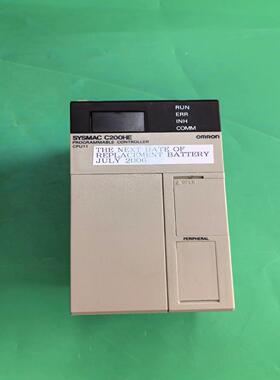 RUN
ERR
INH
COMM
SYSMAC C200HE OMRON
PROGRAMMABLE CONTROLLER
CPU11
THE NEXT DATE OF
REPLACEMENT BATTERY
JULY 2006
PERIPHERAL